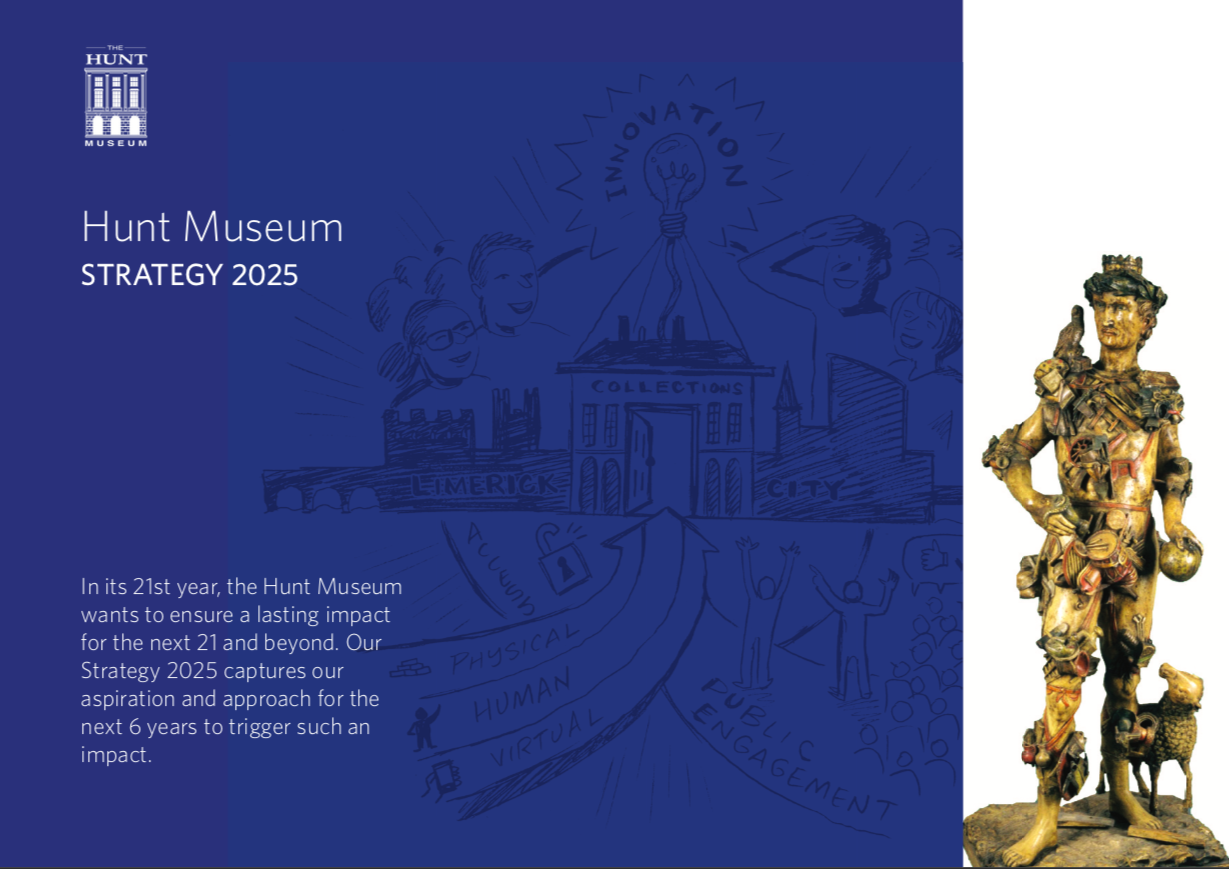 THE
HUNT
MUSEUM
Hunt Museum
STRATEGY 2025
In its 21st year, the Hunt Museum
wants to ensure a lasting impact
for the next 21 and beyond. Our
Strategy 2025 captures our
aspiration and approach for the
next 6 years to trigger such an
impact.
INNOVATION
COLLECTIONS
LIMERICK
CITY
ACCESS
PHYSICAL
HUMAN
VIRTUAL
PUBLIC
ENGAGEMENT